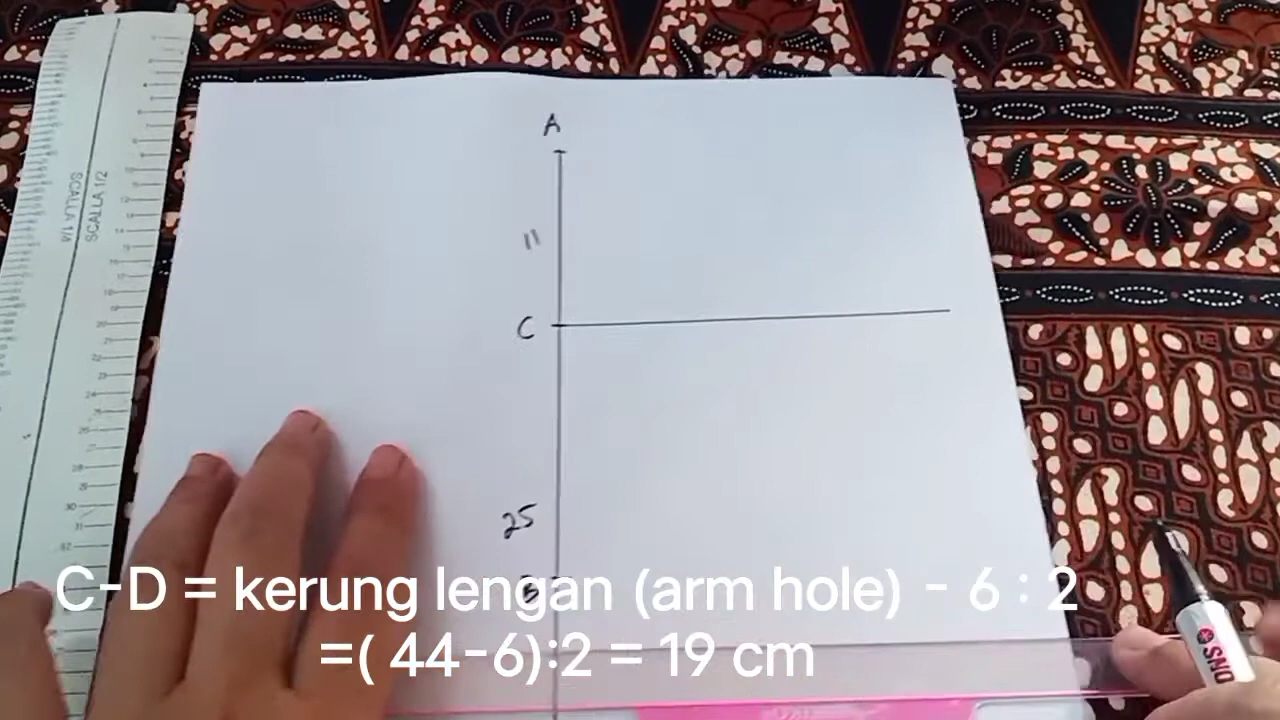 SCALLA 1/4
SCALLA 1/2
A
11
C
25
B
C-D = kerung lengan (arm hole) - 6 : 2
=( 44-6):2 = 19 cm
SNO